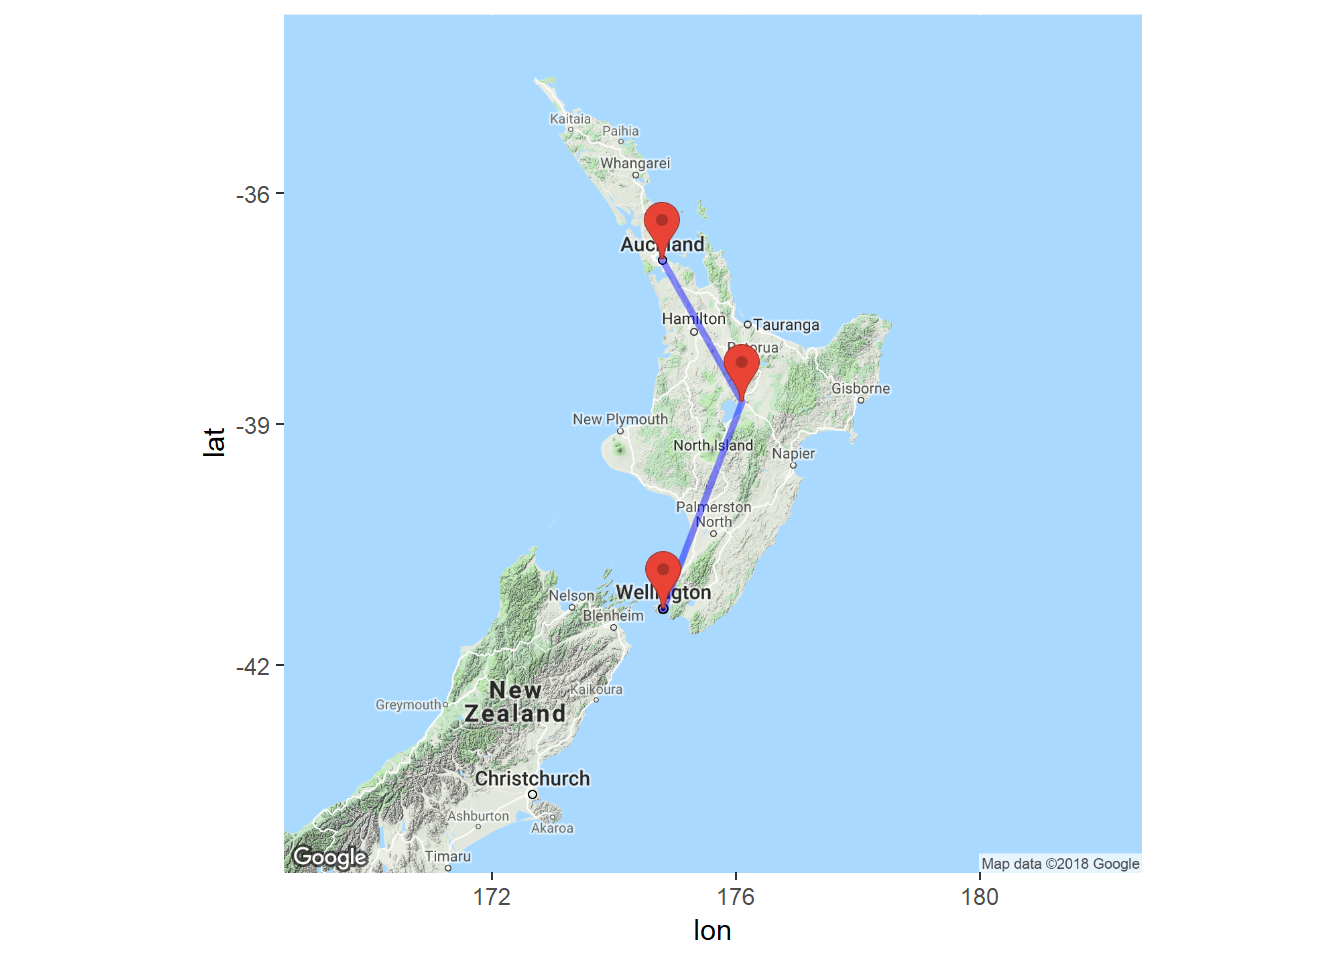 Kaitaia
Paihia
Whangarei
-36
Auckland
Hamilton
Tauranga
Gisborne
-39
New Plymouth
lat
North Island
Napier
Palmerston
North
Wellington
Nelson
Blenheim
-42
New
Zealand
Kaikoura
Greymouth
Christchurch
Ashburton
Akaroa
Timaru
Google
Map data ©2018 Google
172
176
180
lon